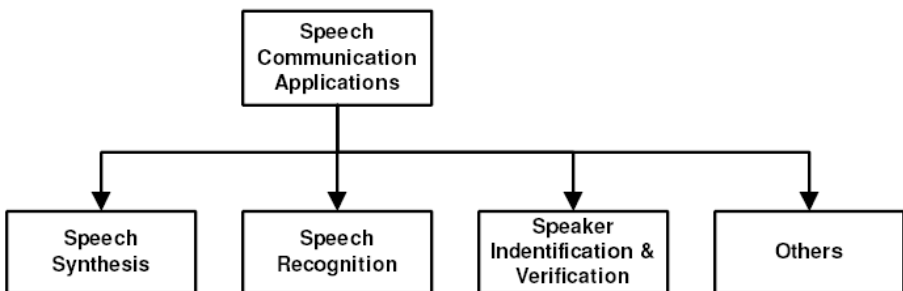 Speech
Communication
Applications
Speech
Synthesis
Speech
Recognition
Speaker
Indentification &
Verification
Others